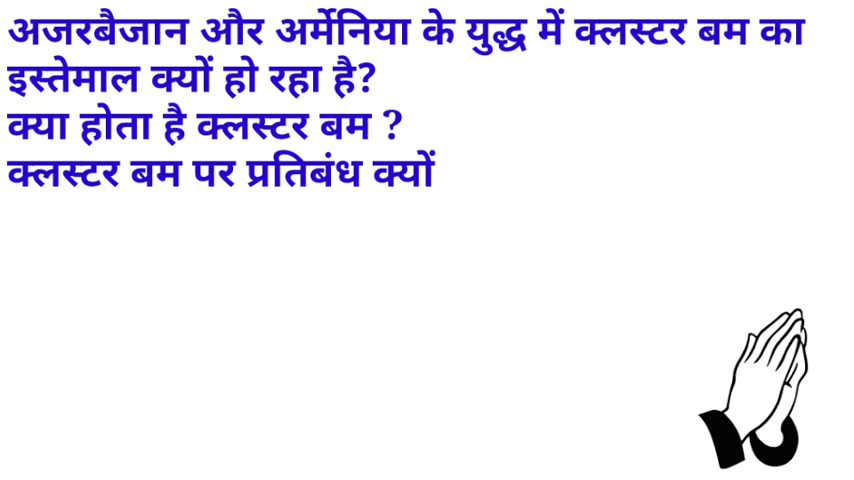 अजरबैजान और अर्मेनिया के युद्ध में क्लस्टर बम का
इस्तेमाल क्यों हो रहा है?
क्या होता है क्लस्टर बम ?
क्लस्टर बम पर प्रतिबंध क्यों